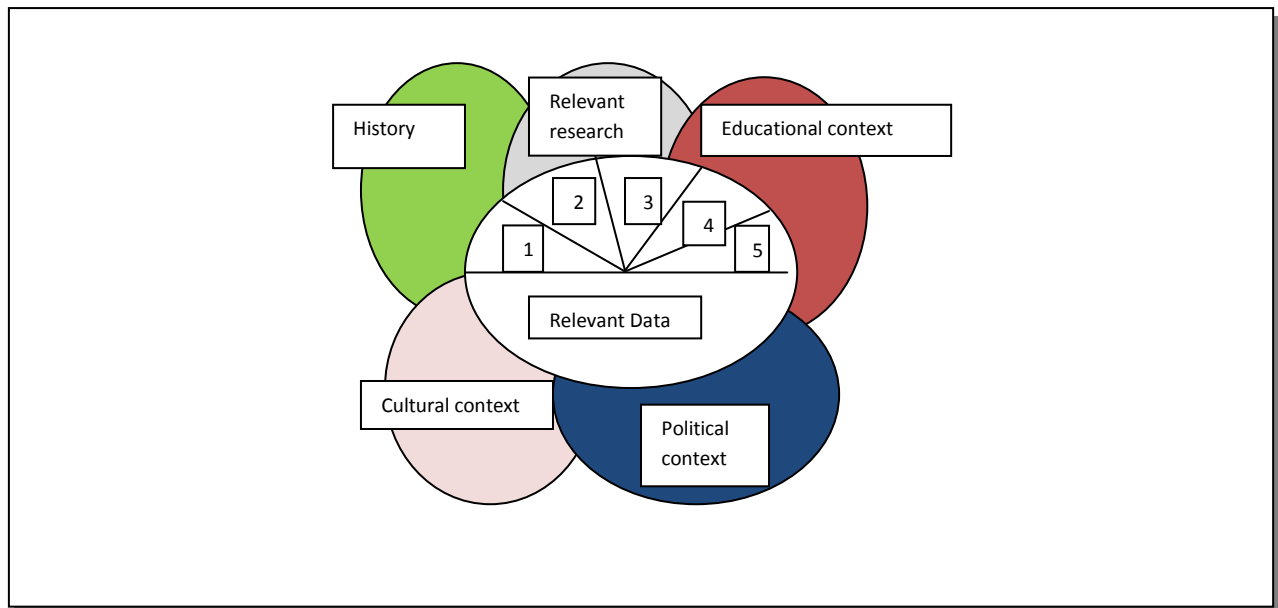 History
Relevant
research
Educational context
1
2
3
4
5
Relevant Data
Cultural context
Political
context